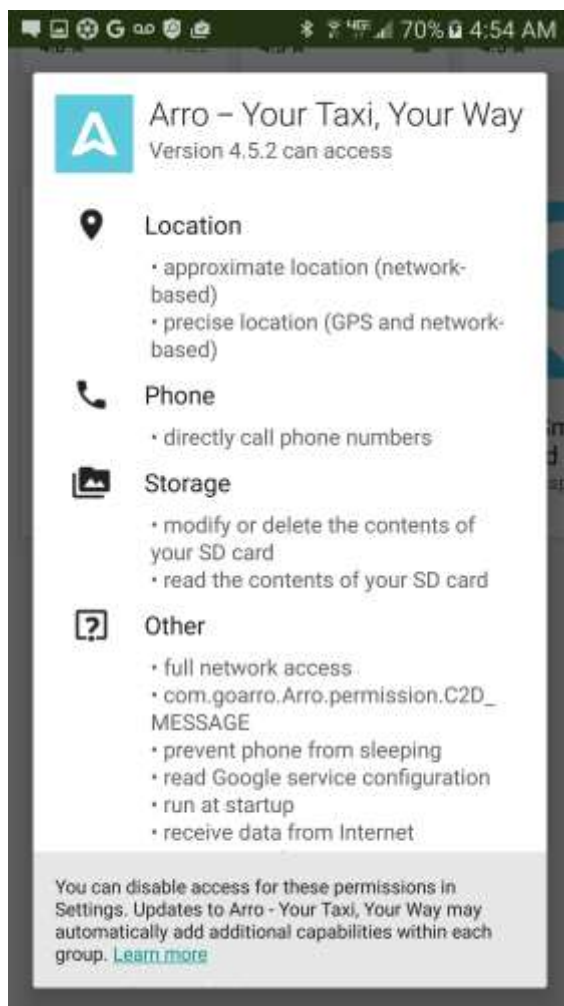 70% 4:54 AM
Arro – Your Taxi, Your Way
Version 4.5.2 can access
Location
• approximate location (network-
based)
• precise location (GPS and network-
based)
Phone
• directly call phone numbers
Storage
• modify or delete the contents of
your SD card
• read the contents of your SD card
Other
• full network access
• com.goarro.Arro.permission.C2D_
MESSAGE
• prevent phone from sleeping
• read Google service configuration
• run at startup
• receive data from Internet
You can disable access for these permissions in
Settings. Updates to Arro - Your Taxi, Your Way may
automatically add additional capabilities within each
group. Learn more